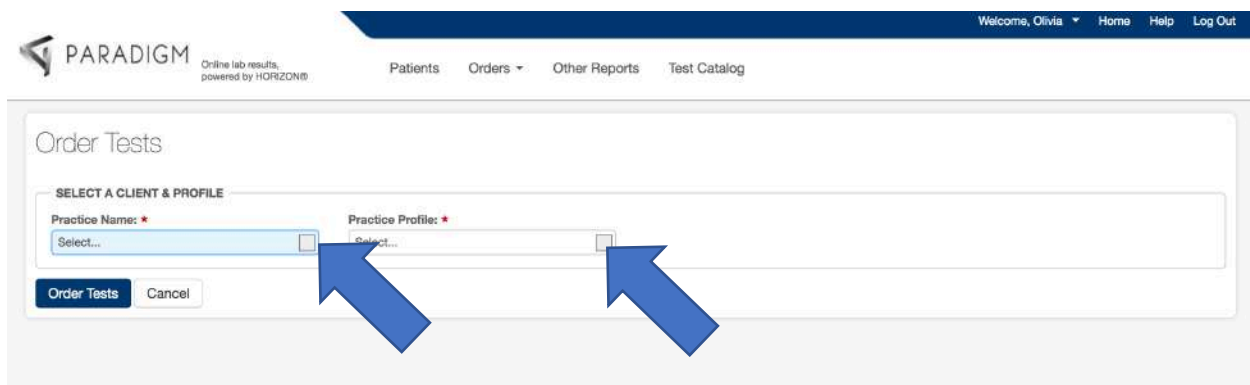 Welcome, Olivia Home Help Log Out
PARADIGM
Online lab results,
powered by HORIZON®
Patients Orders Other Reports Test Catalog
Order Tests
SELECT A CLIENT & PROFILE
Practice Name: * Practice Profile: *
Select... Select...
Order Tests Cancel